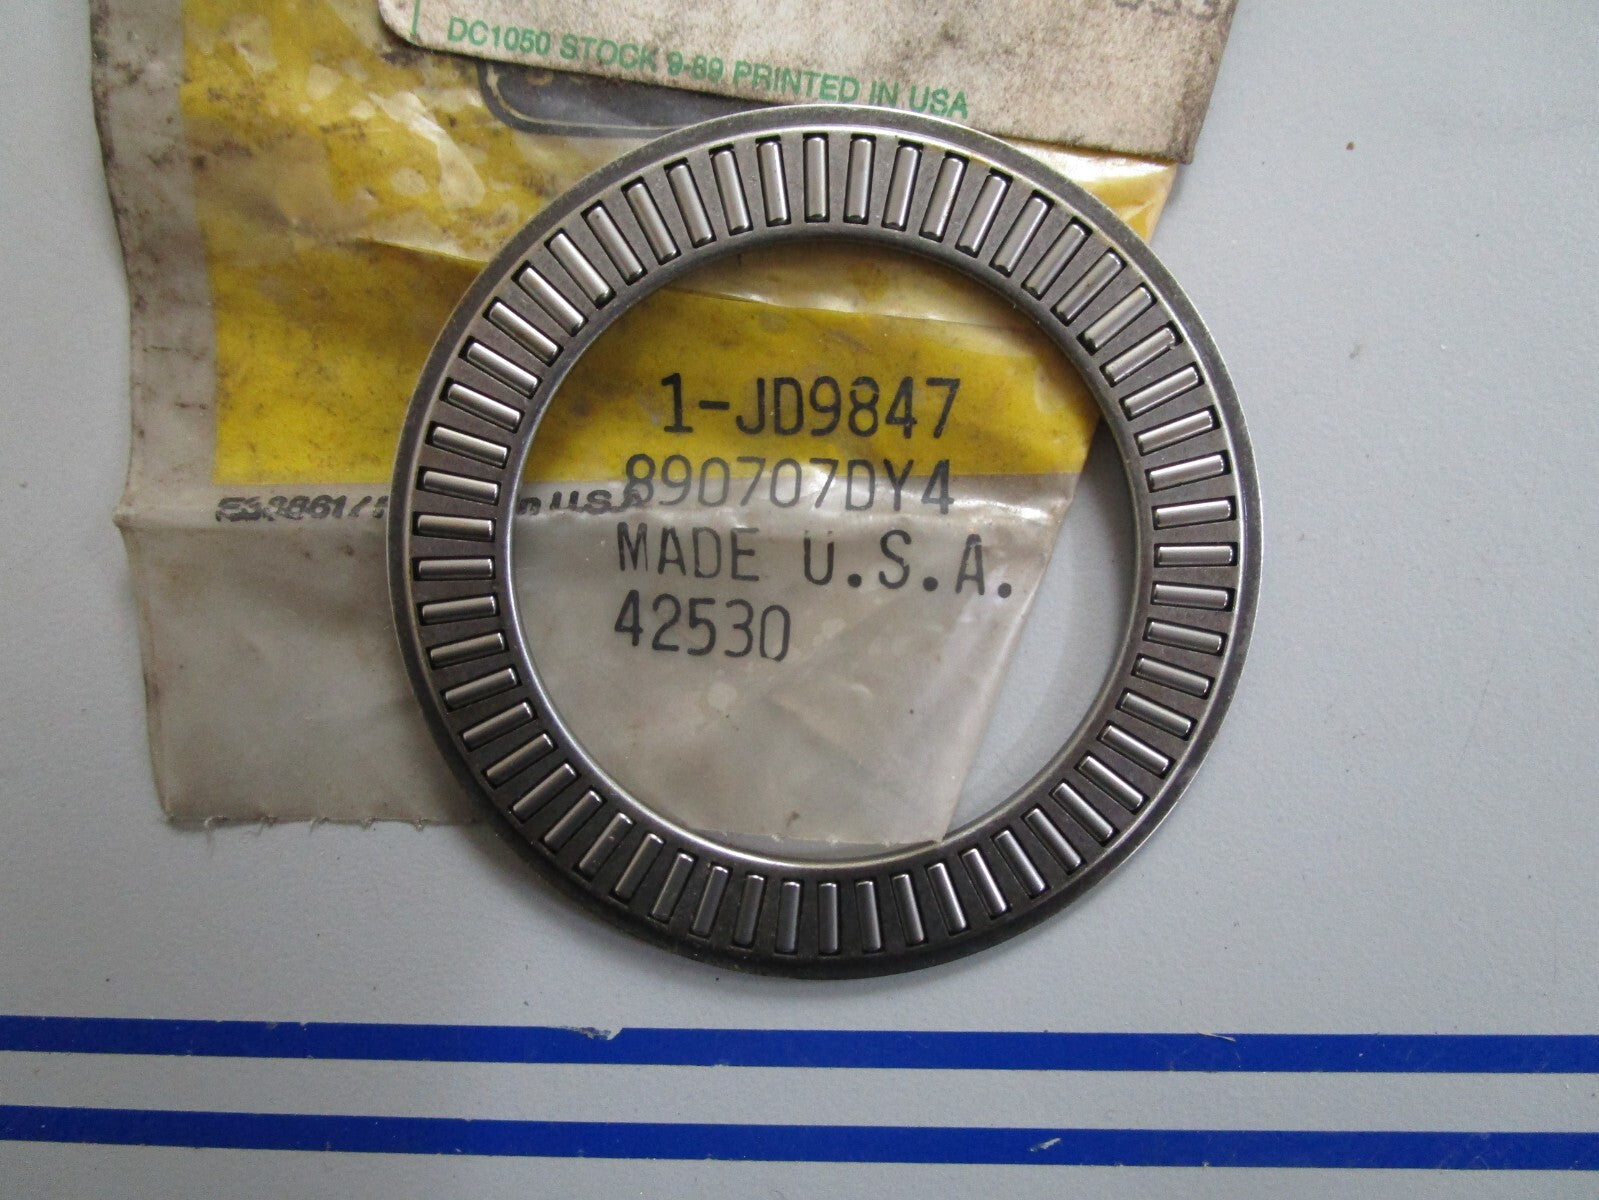 DC1050 STOCK 9-89 PRINTED IN USA
1-JD9847
890707DY4
U.S.A
MADE U.S.A.
42530